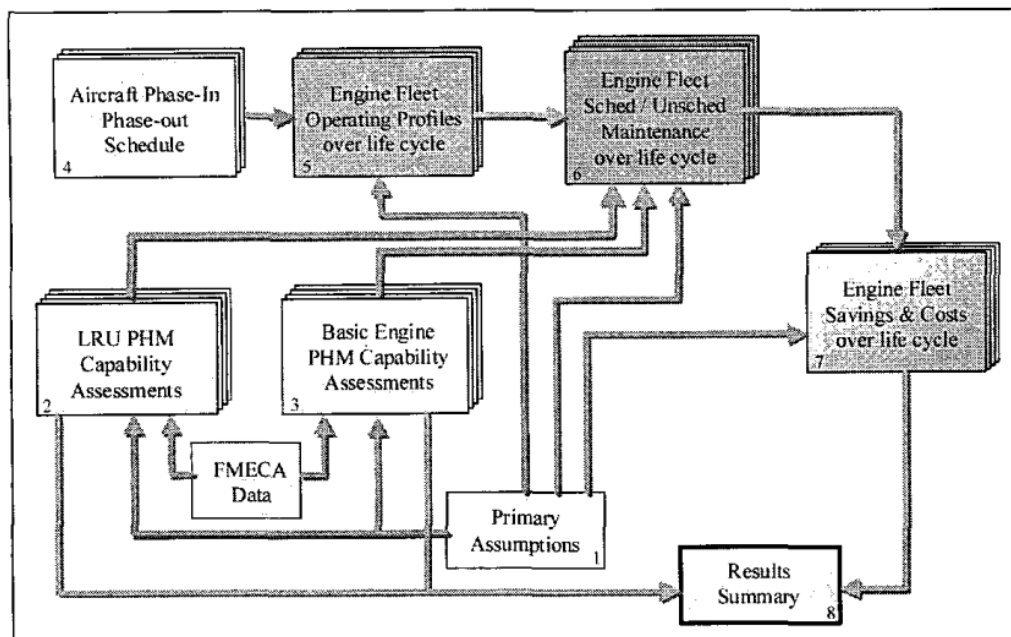 Aircraft Phase-In
Phase-out
Schedule
4
Engine Fleet
Operating Profiles
over life cycle
5
Engine Fleet
Sched / Unsched
Maintenance
over life cycle
6
LRU PHM
Capability
Assessments
2
Basic Engine
PHM Capability
Assessments
3
Engine Fleet
Savings & Costs
over life cycle
7
FMECA
Data
Primary
Assumptions
1
Results
Summary
8